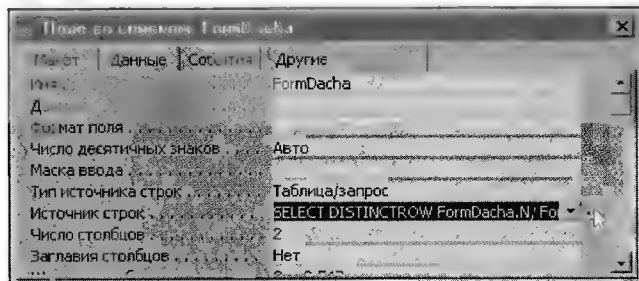 Поле со списком: FormDacha
Макет Данные События Другие
Имя FormDacha
Д
Формат поля
Число десятичных знаков Авто
Маска ввода
Тип источника строк Таблица/запрос
Источник строк SELECT DISTINCTROW FormDacha.N/ Fo
Число столбцов 2
Заглавия столбцов Нет